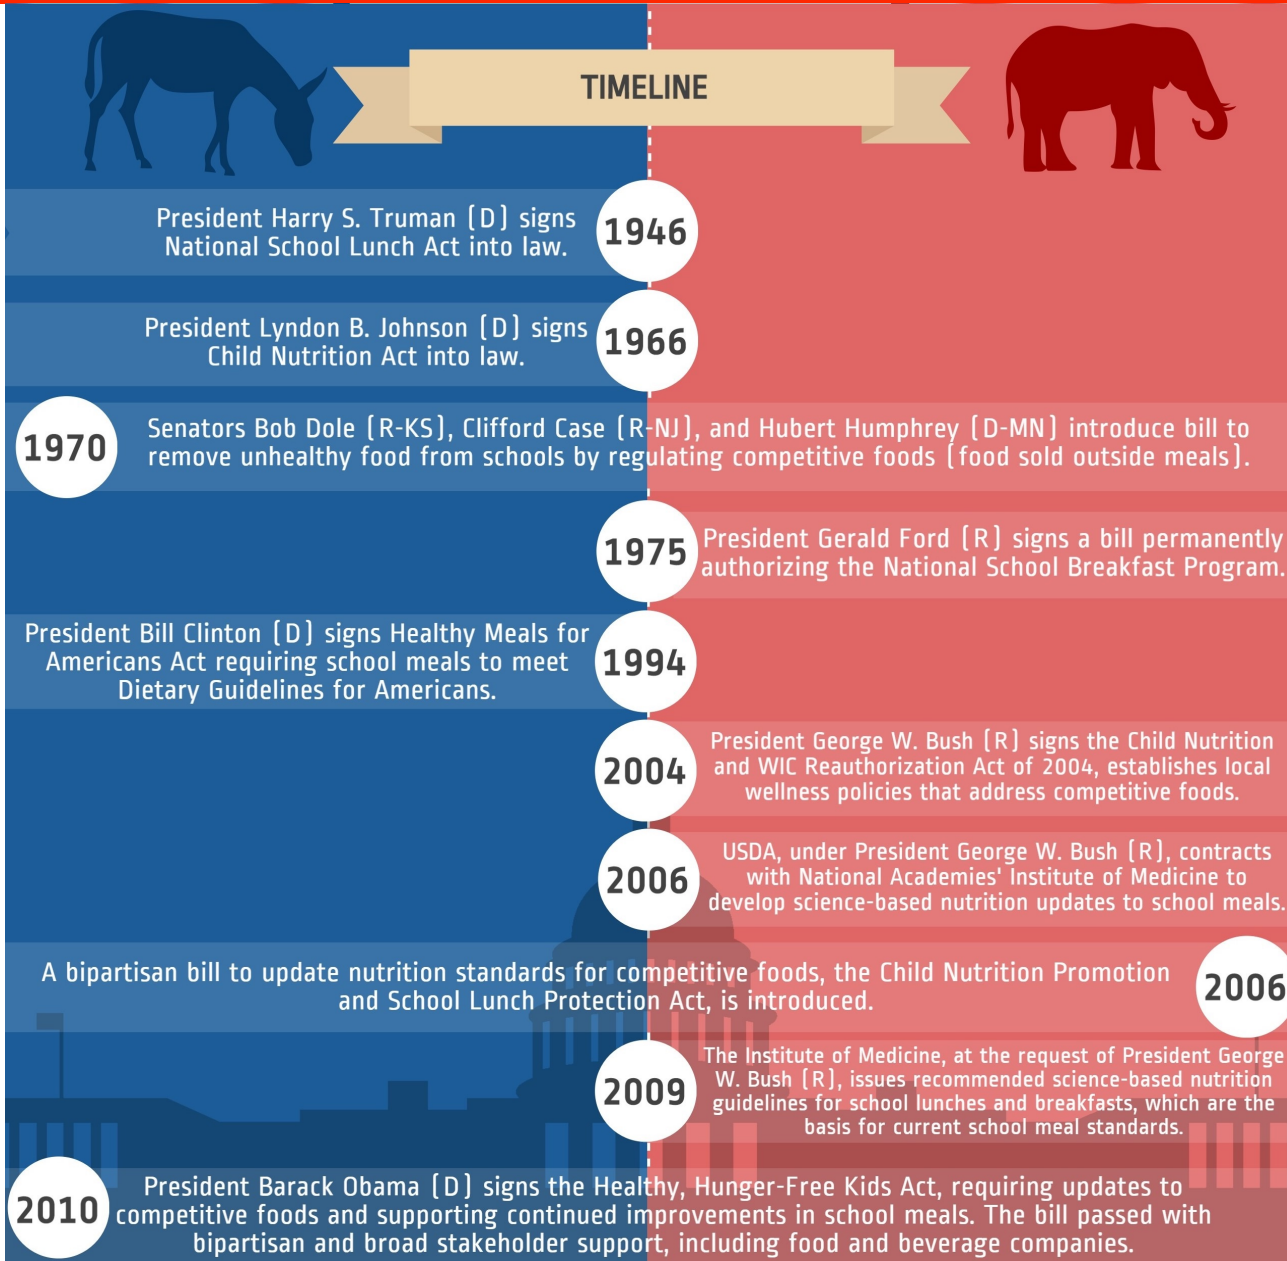 TIMELINE
President Harry S. Truman (D) signs
National School Lunch Act into law.
1946
President Lyndon B. Johnson (D) signs
Child Nutrition Act into law.
1966
1970
Senators Bob Dole (R-KS), Clifford Case (R-NJ), and Hubert Humphrey (D-MN) introduce bill to
remove unhealthy food from schools by regulating competitive foods (food sold outside meals).
1975
President Gerald Ford (R) signs a bill permanently
authorizing the National School Breakfast Program.
President Bill Clinton (D) signs Healthy Meals for
Americans Act requiring school meals to meet
Dietary Guidelines for Americans.
1994
2004
President George W. Bush (R) signs the Child Nutrition
and WIC Reauthorization Act of 2004, establishes local
wellness policies that address competitive foods.
2006
USDA, under President George W. Bush (R), contracts
with National Academies' Institute of Medicine to
develop science-based nutrition updates to school meals.
A bipartisan bill to update nutrition standards for competitive foods, the Child Nutrition Promotion
and School Lunch Protection Act, is introduced.
2006
2009
The Institute of Medicine, at the request of President George
W. Bush (R), issues recommended science-based nutrition
guidelines for school lunches and breakfasts, which are the
basis for current school meal standards.
2010
President Barack Obama (D) signs the Healthy, Hunger-Free Kids Act, requiring updates to
competitive foods and supporting continued improvements in school meals. The bill passed with
bipartisan and broad stakeholder support, including food and beverage companies.